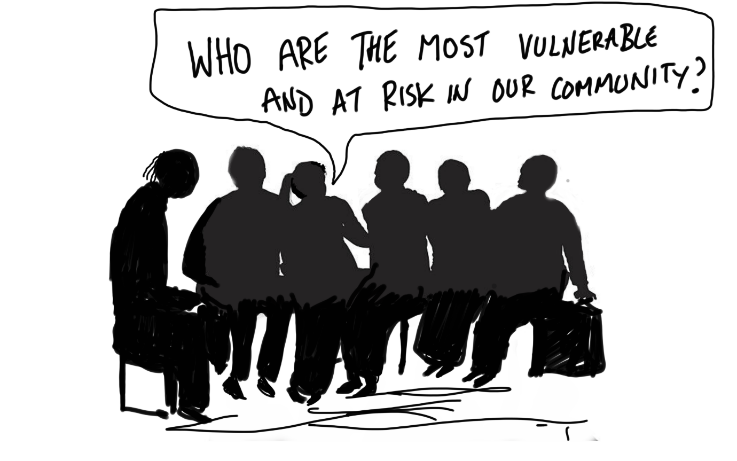 WHO ARE THE MOST VULNERABLE
AND AT RISK IN OUR COMMUNITY?